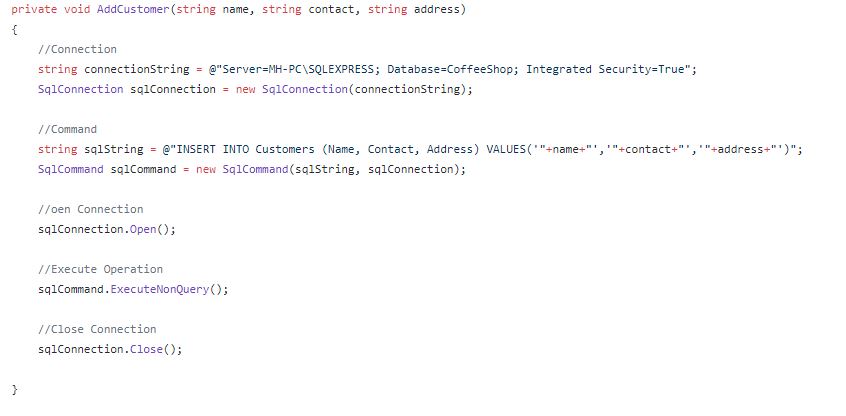 private void AddCustomer(string name, string contact, string address)
{
//Connection
string connectionString = @"Server=MH-PC\SQLEXPRESS; Database=CoffeeShop; Integrated Security=True";
SqlConnection sqlConnection = new SqlConnection(connectionString);
//Command
string sqlString = @"INSERT INTO Customers (Name, Contact, Address) VALUES('"+name+"','"+contact+"','"+address+"')";
SqlCommand sqlCommand = new SqlCommand(sqlString, sqlConnection);
//oen Connection
sqlConnection.Open();
//Execute Operation
sqlCommand.ExecuteNonQuery();
//Close Connection
sqlConnection.Close();
}